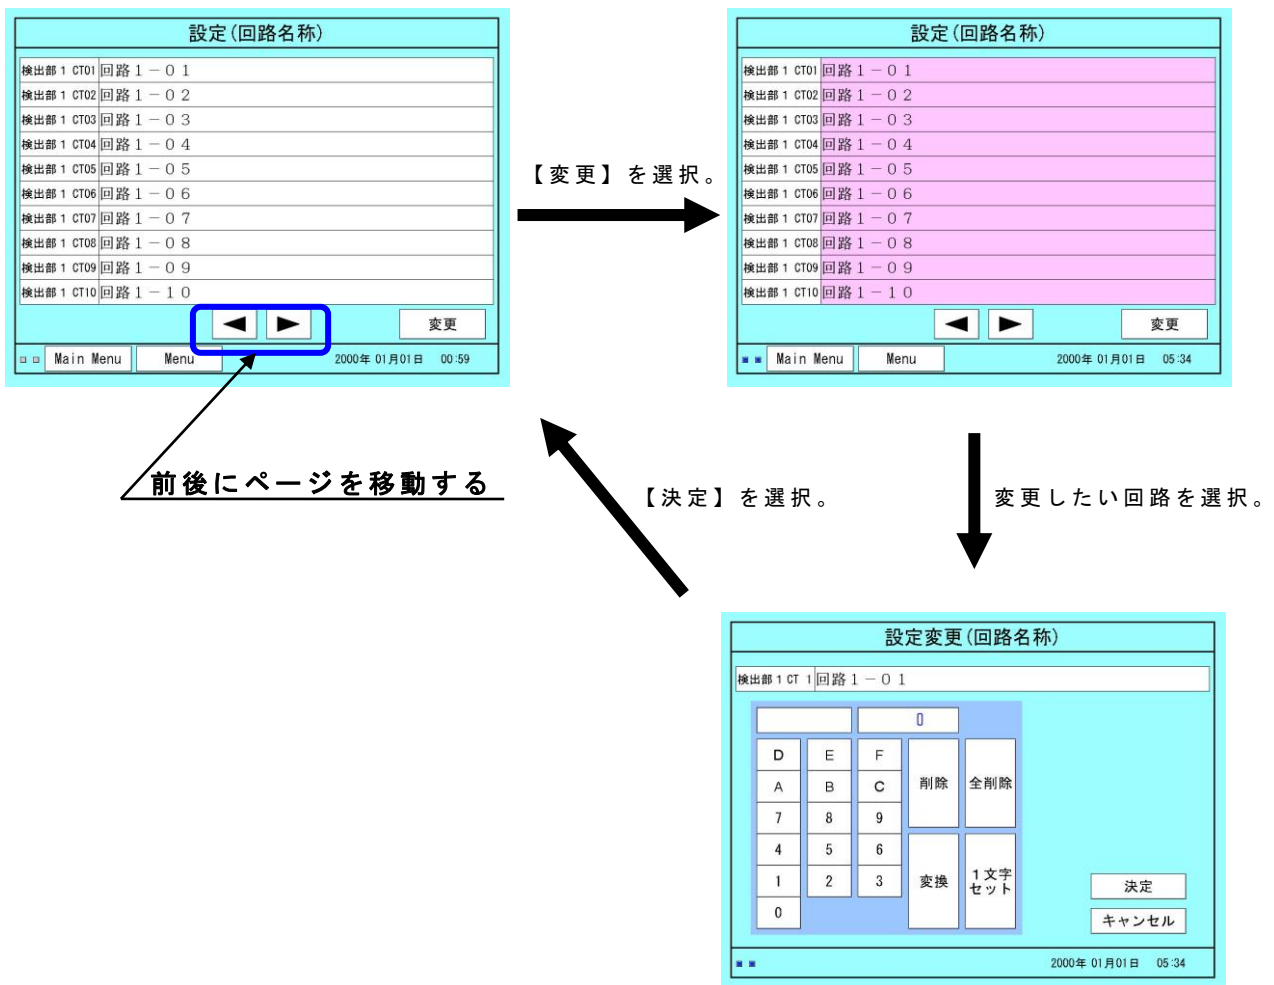 設定(回路名称)
検出部1 CT01 回路1－01
検出部1 CT02 回路1－02
検出部1 CT03 回路1－03
検出部1 CT04 回路1－04
検出部1 CT05 回路1－05
検出部1 CT06 回路1－06
検出部1 CT07 回路1－07
検出部1 CT08 回路1－08
検出部1 CT09 回路1－09
検出部1 CT10 回路1－10
◀ ▶ 変更
Main Menu Menu 2000年 01月01日 00:59
前後にページを移動する
【変更】を選択。
設定(回路名称)
検出部1 CT01 回路1－01
検出部1 CT02 回路1－02
検出部1 CT03 回路1－03
検出部1 CT04 回路1－04
検出部1 CT05 回路1－05
検出部1 CT06 回路1－06
検出部1 CT07 回路1－07
検出部1 CT08 回路1－08
検出部1 CT09 回路1－09
検出部1 CT10 回路1－10
◀ ▶ 変更
Main Menu Menu 2000年 01月01日 05:34
変更したい回路を選択。
【決定】を選択。
設定変更(回路名称)
検出部1 CT 1 回路1－01
0
D E F 削除 全削除
A B C
7 8 9
4 5 6 変換 1文字
セット
1 2 3
0
決定
キャンセル
2000年 01月01日 05:34